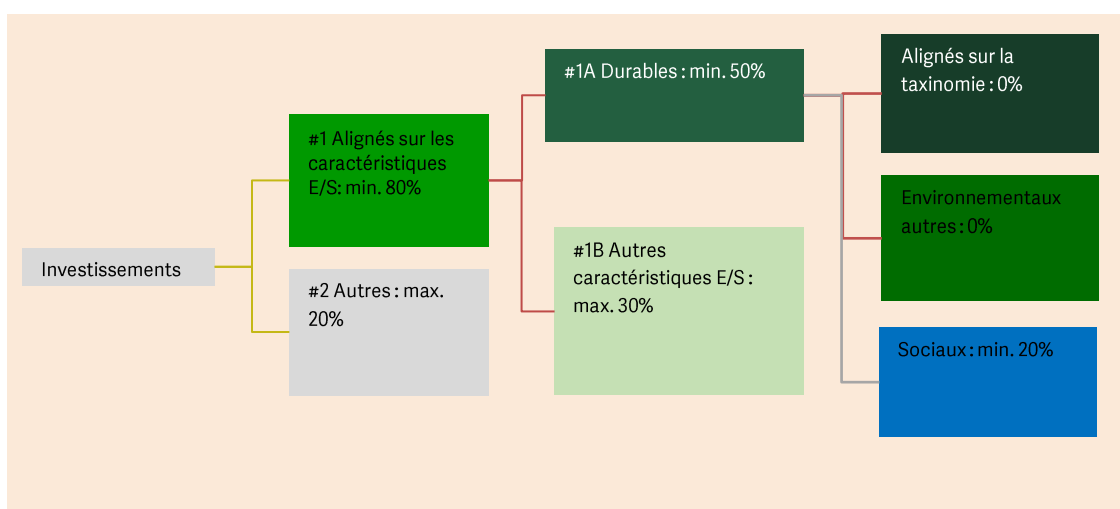 Investissements
#1 Alignés sur les
caractéristiques
E/S: min. 80%
#2 Autres : max.
20%
#1A Durables : min. 50%
#1B Autres
caractéristiques E/S :
max. 30%
Alignés sur la
taxinomie : 0%
Environnementaux
autres : 0%
Sociaux : min. 20%